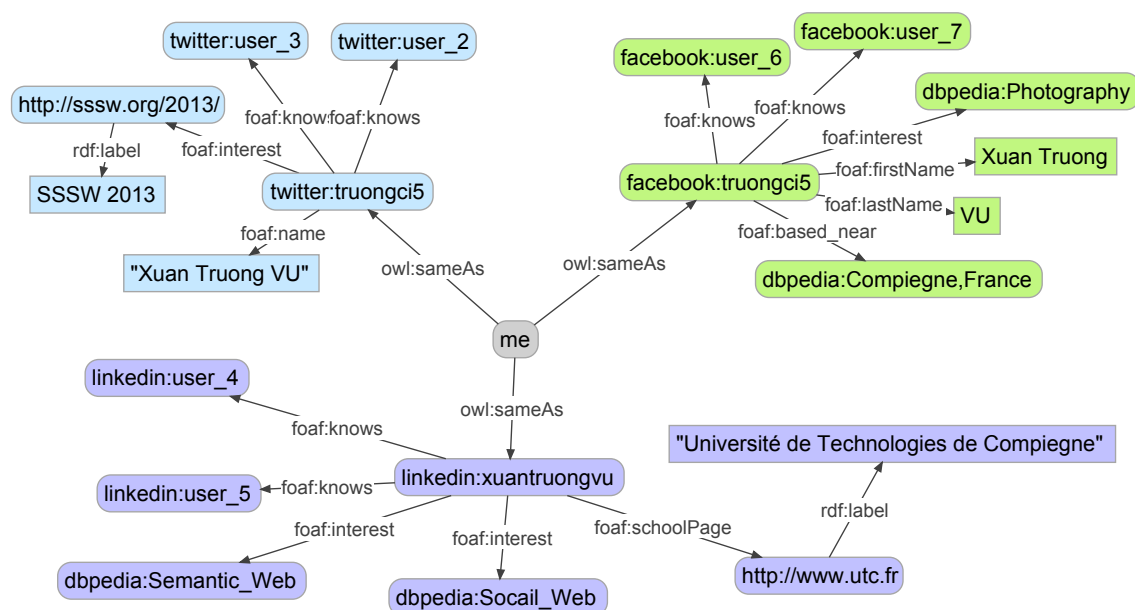 twitter:user_3
twitter:user_2
facebook:user_7
facebook:user_6
http://sssw.org/2013/
dbpedia:Photography
foaf:knows
foaf:knows
foaf:knows
foaf:knows
rdf:label
foaf:interest
foaf:interest
foaf:firstName
Xuan Truong
SSSW 2013
twitter:truongci5
facebook:truongci5
foaf:lastName
VU
foaf:name
foaf:based_near
"Xuan Truong VU"
owl:sameAs
owl:sameAs
dbpedia:Compiegne,France
me
linkedin:user_4
owl:sameAs
foaf:knows
"Université de Technologies de Compiegne"
linkedin:xuantruongvu
linkedin:user_5
foaf:knows
rdf:label
foaf:interest
foaf:interest
foaf:schoolPage
dbpedia:Semantic_Web
dbpedia:Socail_Web
http://www.utc.fr